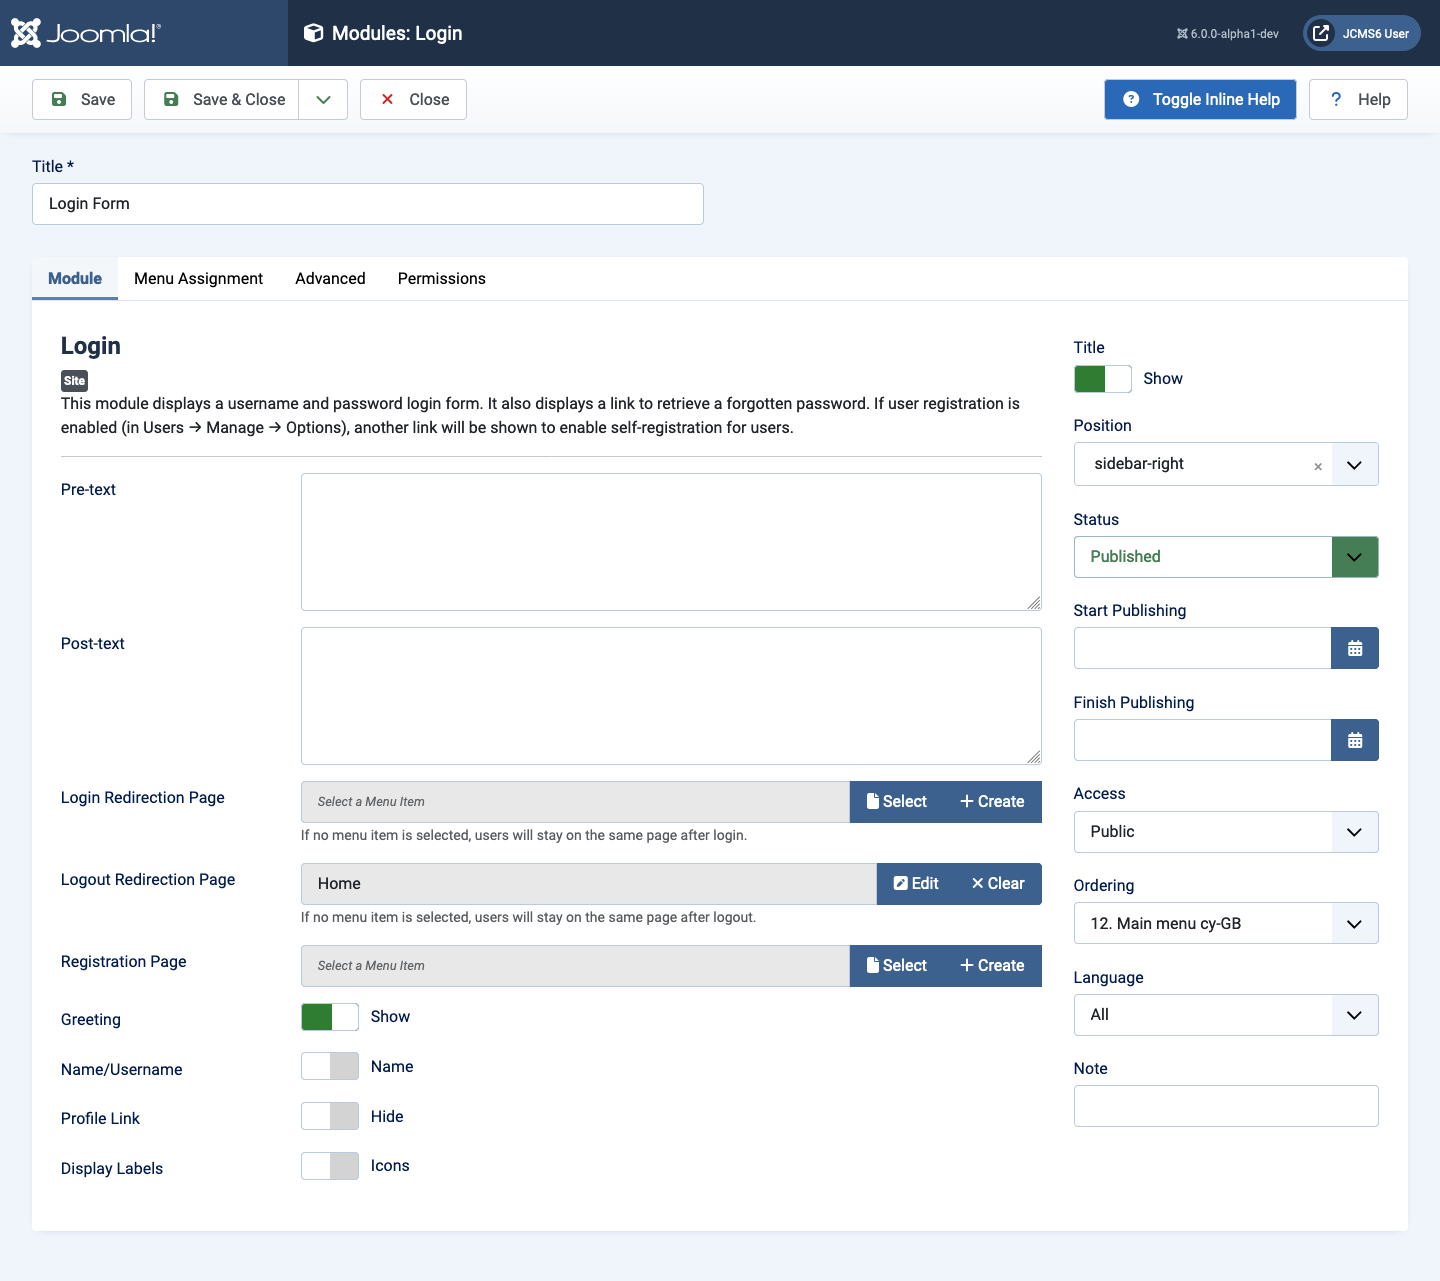 Joomla!®
Modules: Login
6.0.0-alpha1-dev
JCMS6 User
Save
Save & Close
Close
Toggle Inline Help
? Help
Title *
Login Form
Module
Menu Assignment
Advanced
Permissions
Login
Site
This module displays a username and password login form. It also displays a link to retrieve a forgotten password. If user registration is
enabled (in Users → Manage → Options), another link will be shown to enable self-registration for users.
Pre-text
Post-text
Login Redirection Page
Select a Menu Item
Select
Create
If no menu item is selected, users will stay on the same page after login.
Logout Redirection Page
Home
Edit
Clear
If no menu item is selected, users will stay on the same page after logout.
Registration Page
Select a Menu Item
Select
Create
Greeting
Show
Name/Username
Name
Profile Link
Hide
Display Labels
Icons
Title
Show
Position
sidebar-right ×
Status
Published
Start Publishing
Finish Publishing
Access
Public
Ordering
12. Main menu cy-GB
Language
All
Note